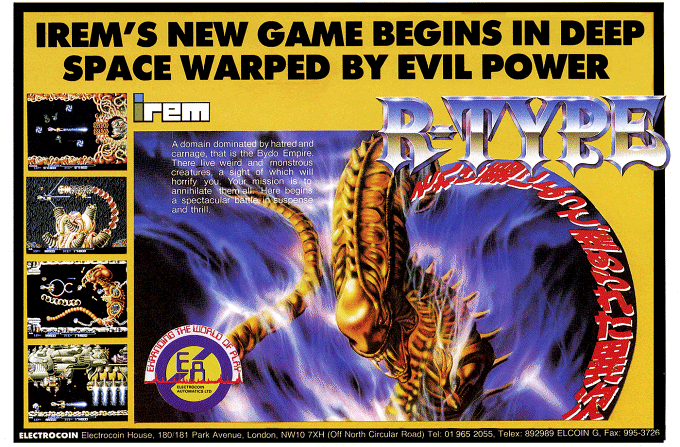 IREM'S NEW GAME BEGINS IN DEEP
SPACE WARPED BY EVIL POWER
irem
R-TYPE
A domain dominated by hatred and
carnage, that is the Bydo Empire.
There live weird and monstrous
creatures, a sight of which will
horrify you. Your mission is to
annihilate them all. Here begins
a spectacular battle in suspense
and thrill.
EXPANDING THE WORLD OF PLAY
ELECTROCOIN
AUTOMATICS LTD
ELECTROCOIN Electrocoin House, 180/181 Park Avenue, London, NW10 7XH (Off North Circular Road) Tel: 01 965 2055, Telex: 892989 ELCOIN G, Fax: 995-3726